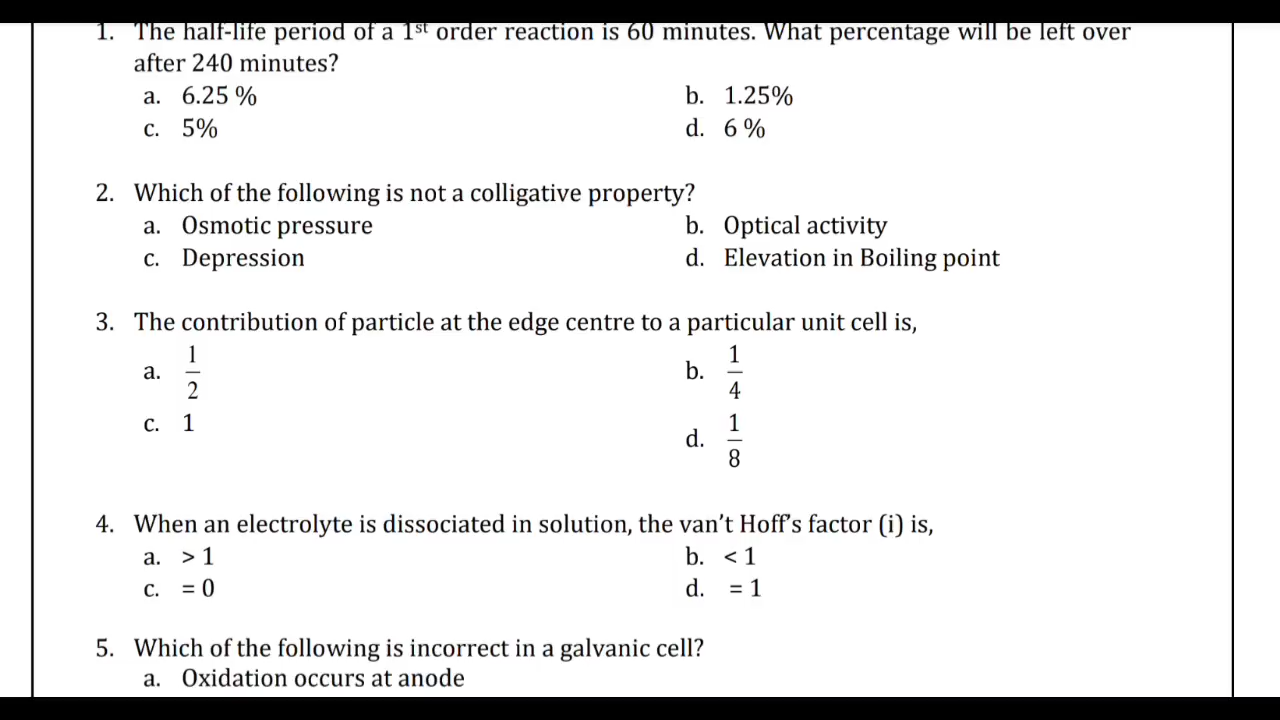 1. The half-life period of a 1st order reaction is 60 minutes. What percentage will be left over
after 240 minutes?
a. 6.25 % b. 1.25%
c. 5% d. 6 %
2. Which of the following is not a colligative property?
a. Osmotic pressure b. Optical activity
c. Depression d. Elevation in Boiling point
3. The contribution of particle at the edge centre to a particular unit cell is,
a. 1/2 b. 1/4
c. 1 d. 1/8
4. When an electrolyte is dissociated in solution, the van’t Hoff’s factor (i) is,
a. > 1 b. < 1
c. = 0 d. = 1
5. Which of the following is incorrect in a galvanic cell?
a. Oxidation occurs at anode